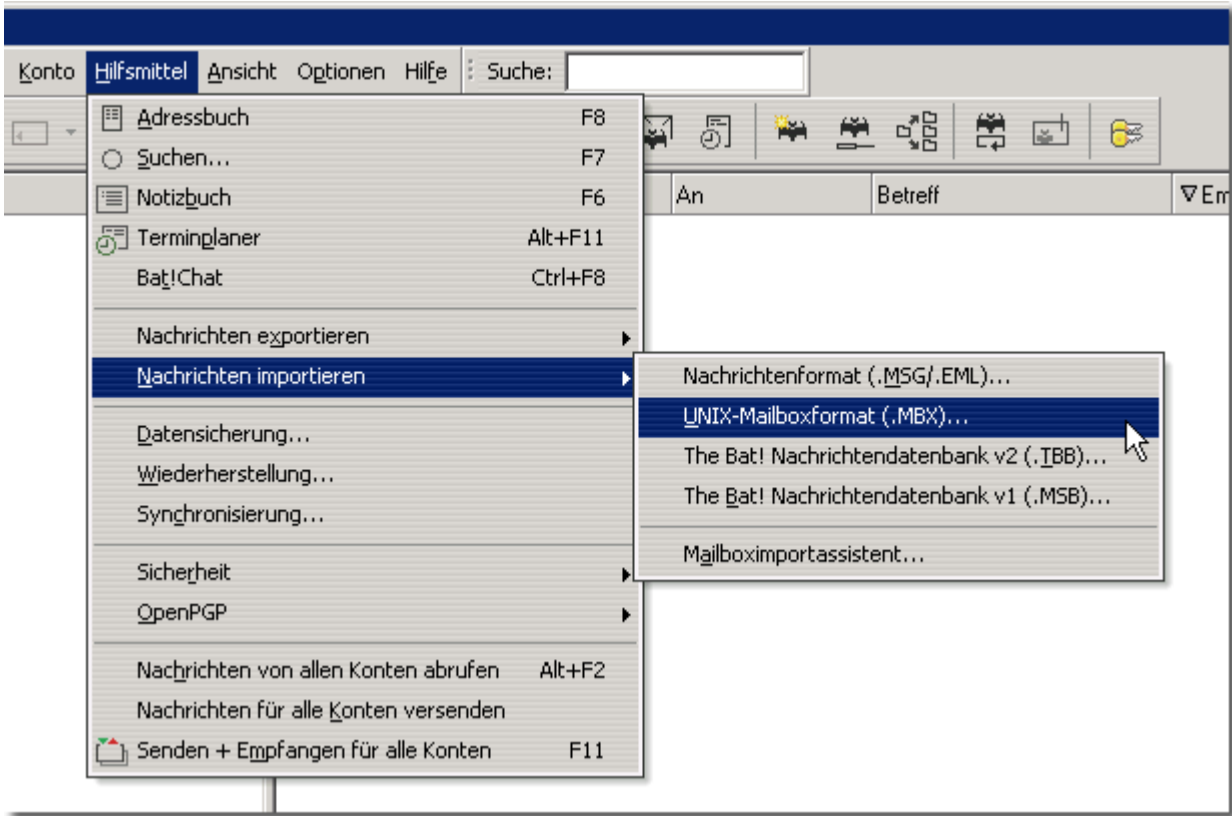 Konto Hilfsmittel Ansicht Optionen Hilfe Suche:
Adressbuch F8
Suchen... F7
Notizbuch F6
Terminplaner Alt+F11
Bat!Chat Ctrl+F8
Nachrichten exportieren
Nachrichten importieren
Datensicherung...
Wiederherstellung...
Synchronisierung...
Sicherheit
OpenPGP
Nachrichten von allen Konten abrufen Alt+F2
Nachrichten für alle Konten versenden
Senden + Empfangen für alle Konten F11
An Betreff Em
Nachrichtenformat (.MSG/.EML)...
UNIX-Mailboxformat (.MBX)...
The Bat! Nachrichtendatenbank v2 (.TBB)...
The Bat! Nachrichtendatenbank v1 (.MSB)...
Mailboximportassistent...